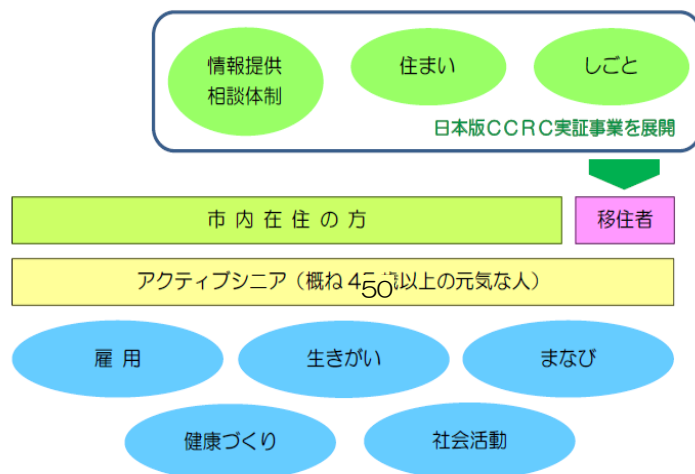 情報提供
相談体制
住まい
しごと
日本版CCRC実証事業を展開
市内在住の方
移住者
アクティブシニア（概ね 50歳以上の元気な人）
雇用
生きがい
まなび
健康づくり
社会活動